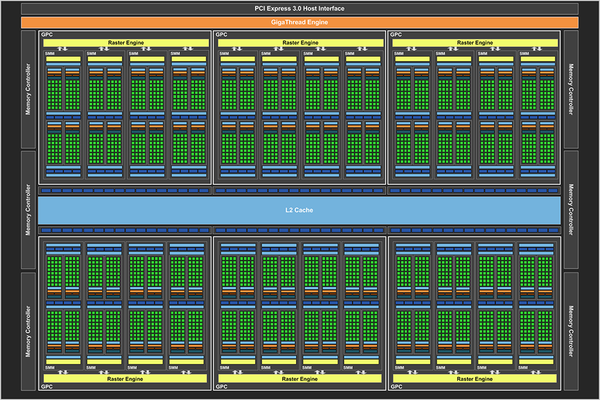 PCI Express 3.0 Host Interface
GigaThread Engine
GPC GPC GPC
Raster Engine Raster Engine Raster Engine
SMM SMM SMM SMM SMM SMM SMM SMM SMM SMM SMM SMM
Memory Controller Memory Controller
Memory Controller Memory Controller
L2 Cache
Memory Controller Memory Controller
SMM SMM SMM SMM SMM SMM SMM SMM SMM SMM SMM SMM
Raster Engine Raster Engine Raster Engine
GPC GPC GPC